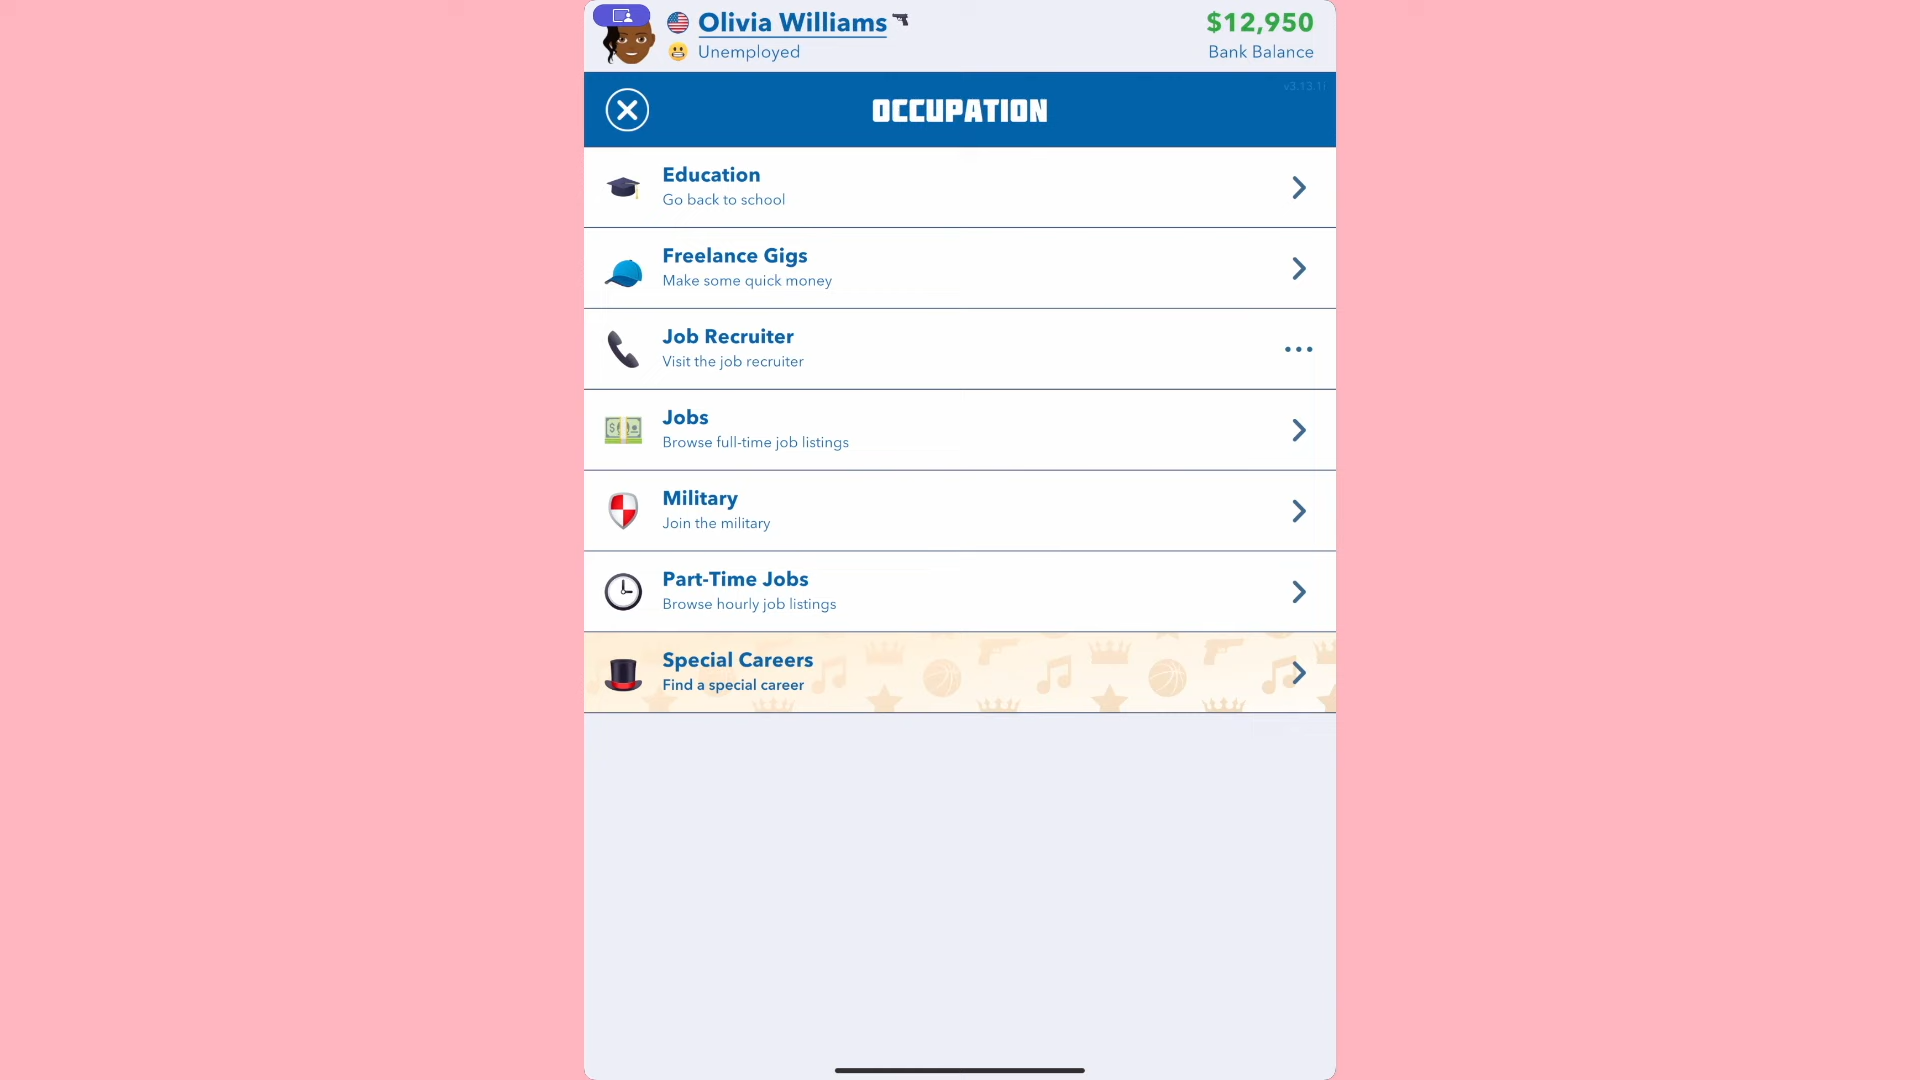 Olivia Williams
$12,950
Unemployed
Bank Balance
v3.13.1i
OCCUPATION
Education
Go back to school
Freelance Gigs
Make some quick money
Job Recruiter
Visit the job recruiter
Jobs
Browse full-time job listings
Military
Join the military
Part-Time Jobs
Browse hourly job listings
Special Careers
Find a special career